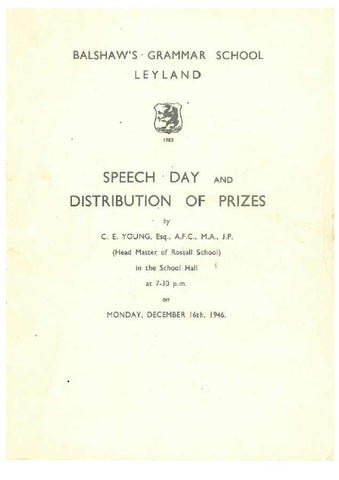 BALSHAW'S GRAMMAR SCHOOL
LEYLAND
1782
SPEECH DAY AND
DISTRIBUTION OF PRIZES
by
C. E. YOUNG, Esq., A.F.C., M.A., J.P.
(Head Master of Rossall School)
in the School Hall
at 7-30 p.m.
on
MONDAY, DECEMBER 16th, 1946.